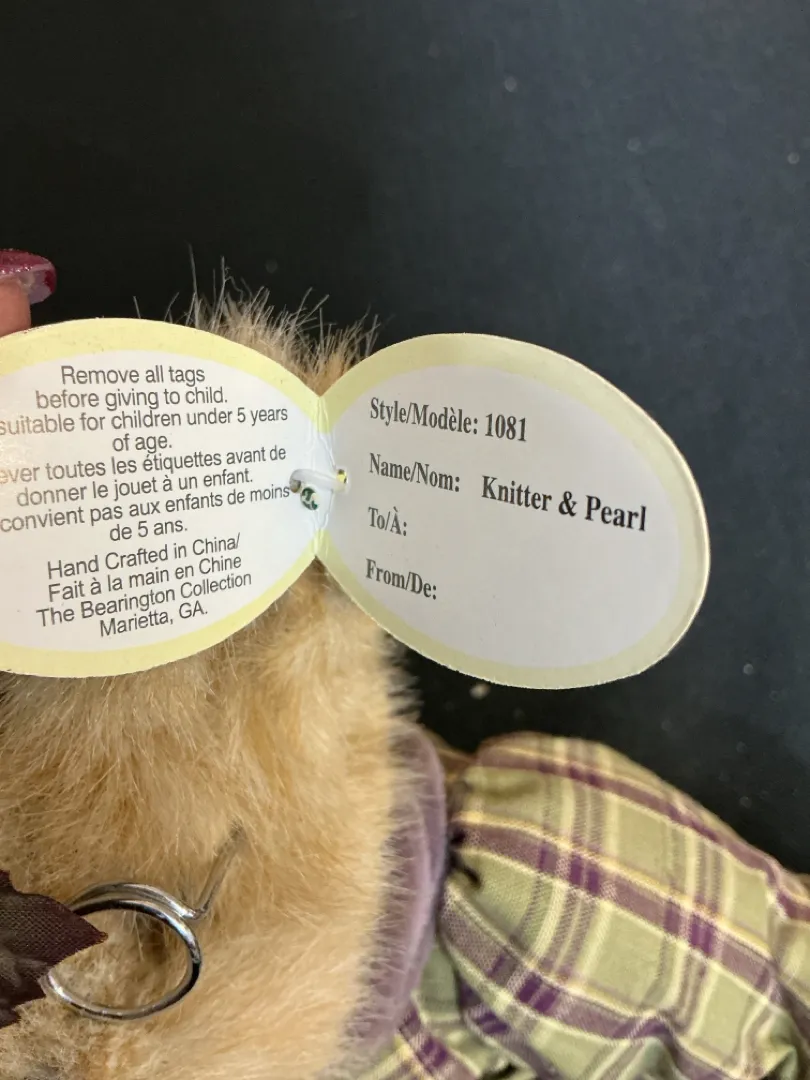 Remove all tags
before giving to child.
suitable for children under 5 years
of age.
ever toutes les étiquettes avant de
donner le jouet à un enfant.
convient pas aux enfants de moins
de 5 ans.
Hand Crafted in China/
Fait à la main en Chine
The Bearington Collection
Marietta, GA.
Style/Modèle: 1081
Name/Nom: Knitter & Pearl
To/À:
From/De: